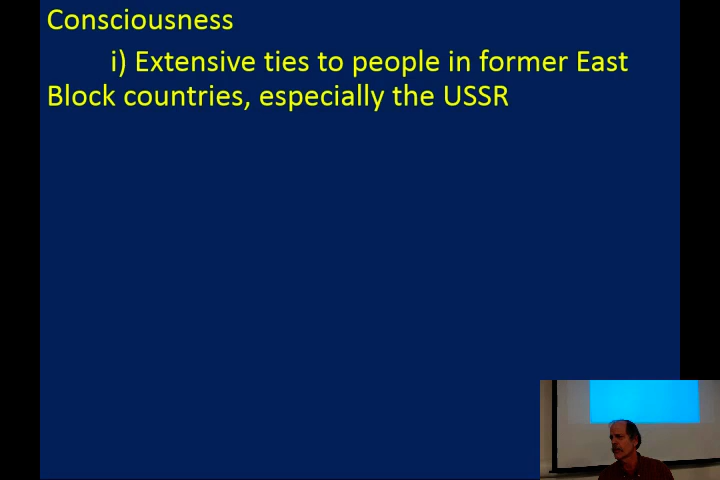 Consciousness
i) Extensive ties to people in former East
Block countries, especially the USSR